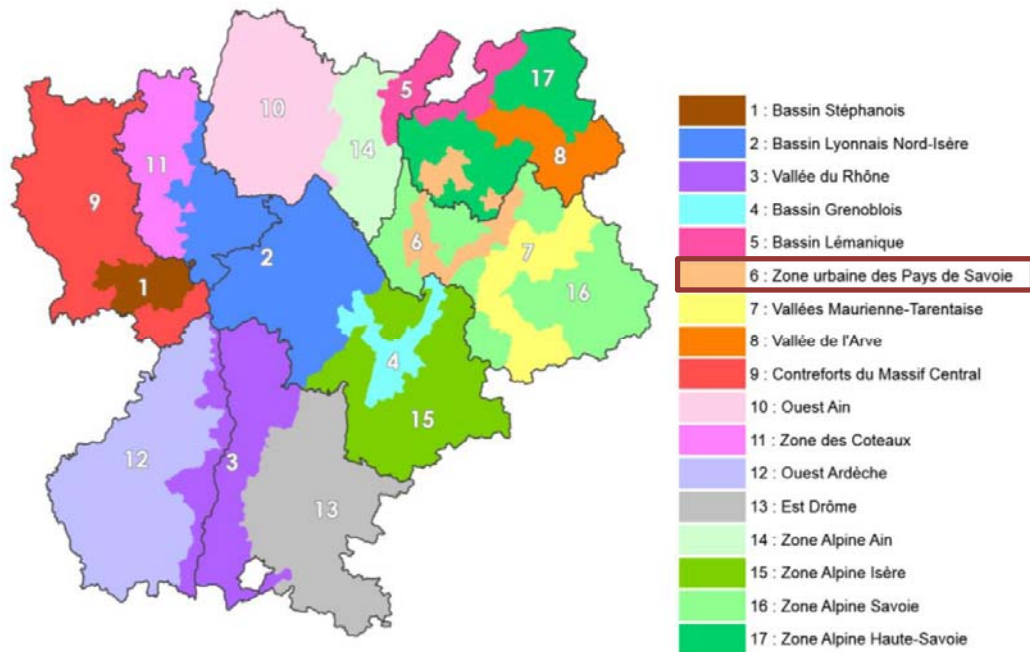 17
5
10
14
11
8
9
6
7
2
16
1
4
15
12
3
13
1 : Bassin Stéphanois
2 : Bassin Lyonnais Nord-Isère
3 : Vallée du Rhône
4 : Bassin Grenoblois
5 : Bassin Lémanique
6 : Zone urbaine des Pays de Savoie
7 : Vallées Maurienne-Tarentaise
8 : Vallée de l'Arve
9 : Contreforts du Massif Central
10 : Ouest Ain
11 : Zone des Coteaux
12 : Ouest Ardèche
13 : Est Drôme
14 : Zone Alpine Ain
15 : Zone Alpine Isère
16 : Zone Alpine Savoie
17 : Zone Alpine Haute-Savoie